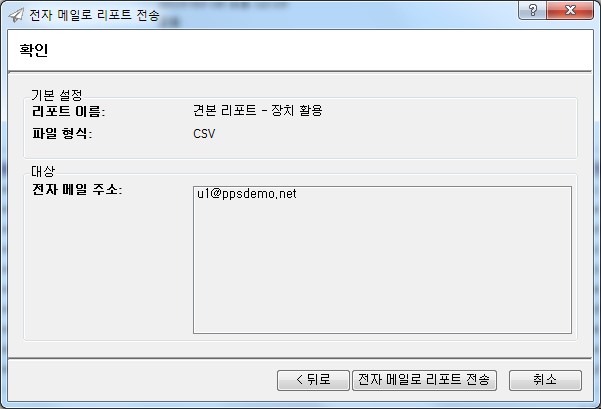 전자 메일로 리포트 전송
확인
기본 설정
리포트 이름: 견본 리포트 - 장치 활용
파일 형식: CSV
대상
전자 메일 주소: u1@ppsdemo.net
< 뒤로 전자 메일로 리포트 전송 취소